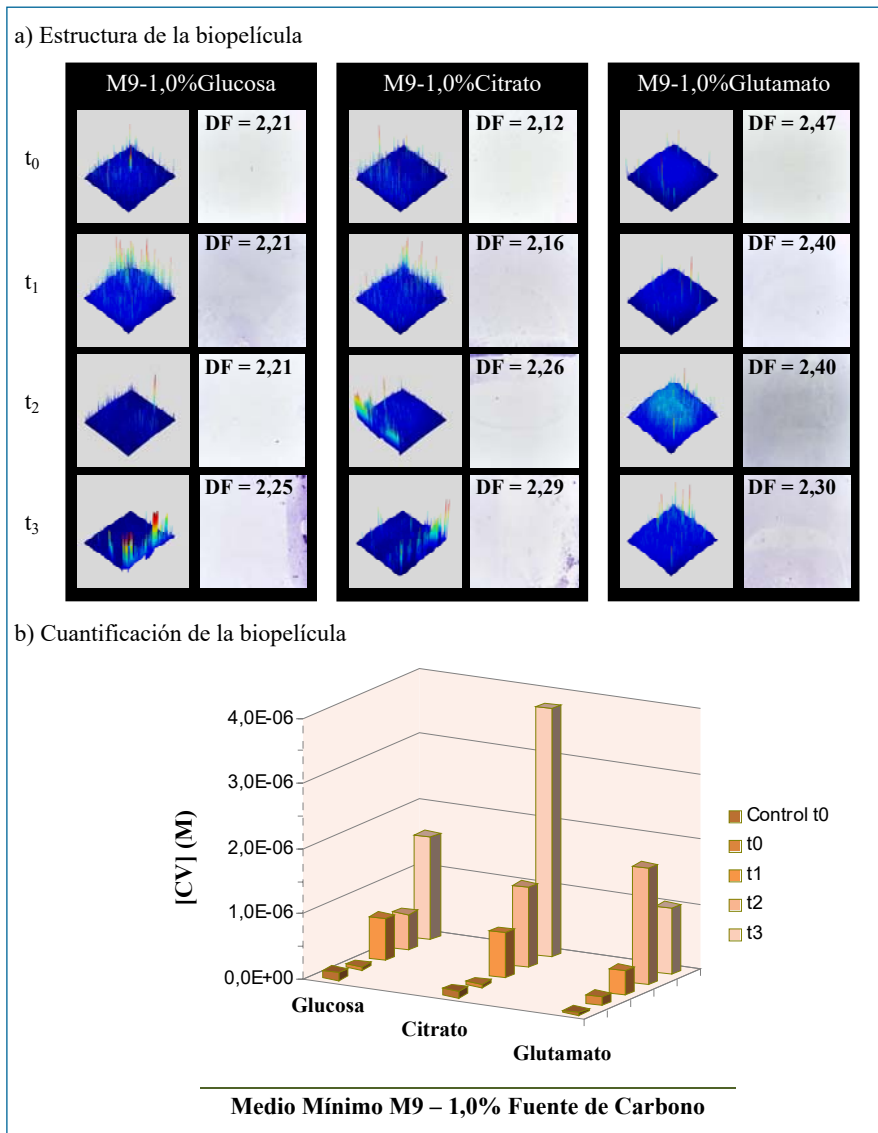 a) Estructura de la biopelícula
M9-1,0%Glucosa M9-1,0%Citrato M9-1,0%Glutamato
t0 DF = 2,21 DF = 2,12 DF = 2,47
t1 DF = 2,21 DF = 2,16 DF = 2,40
t2 DF = 2,21 DF = 2,26 DF = 2,40
t3 DF = 2,25 DF = 2,29 DF = 2,30
b) Cuantificación de la biopelícula
[CV] (M)
4,0E-06
3,0E-06
2,0E-06
1,0E-06
0,0E+00
Glucosa
Citrato
Glutamato
Control t0
t0
t1
t2
t3
Medio Mínimo M9 – 1,0% Fuente de Carbono